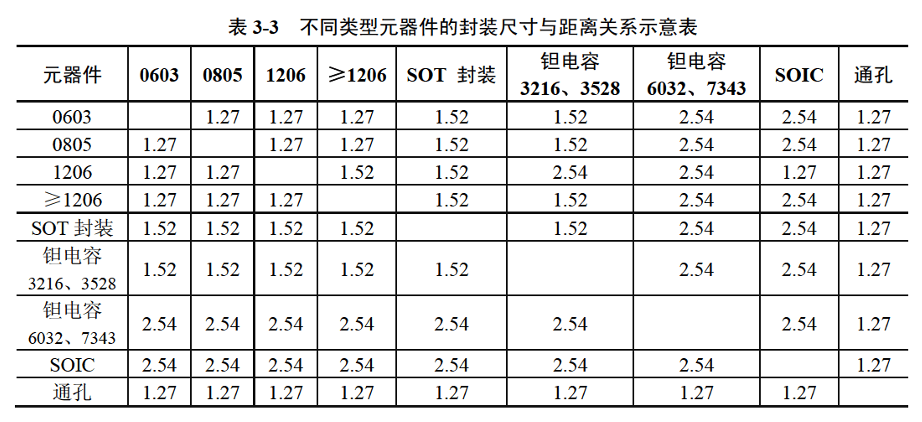 表 3-3 不同类型元器件的封装尺寸与距离关系示意表
元器件 0603 0805 1206 ≥1206 SOT 封装 钽电容 3216、3528 钽电容 6032、7343 SOIC 通孔
0603 1.27 1.27 1.27 1.52 1.52 2.54 2.54 1.27
0805 1.27 1.27 1.27 1.52 1.52 2.54 2.54 1.27
1206 1.27 1.27 1.52 1.52 2.54 2.54 1.27 1.27
≥1206 1.27 1.27 1.27 1.52 1.52 2.54 2.54 1.27
SOT 封装 1.52 1.52 1.52 1.52 1.52 2.54 2.54 1.27
钽电容 3216、3528 1.52 1.52 1.52 1.52 1.52 2.54 2.54 1.27
钽电容 6032、7343 2.54 2.54 2.54 2.54 2.54 2.54 2.54 1.27
SOIC 2.54 2.54 2.54 2.54 2.54 2.54 2.54 1.27
通孔 1.27 1.27 1.27 1.27 1.27 1.27 1.27 1.27